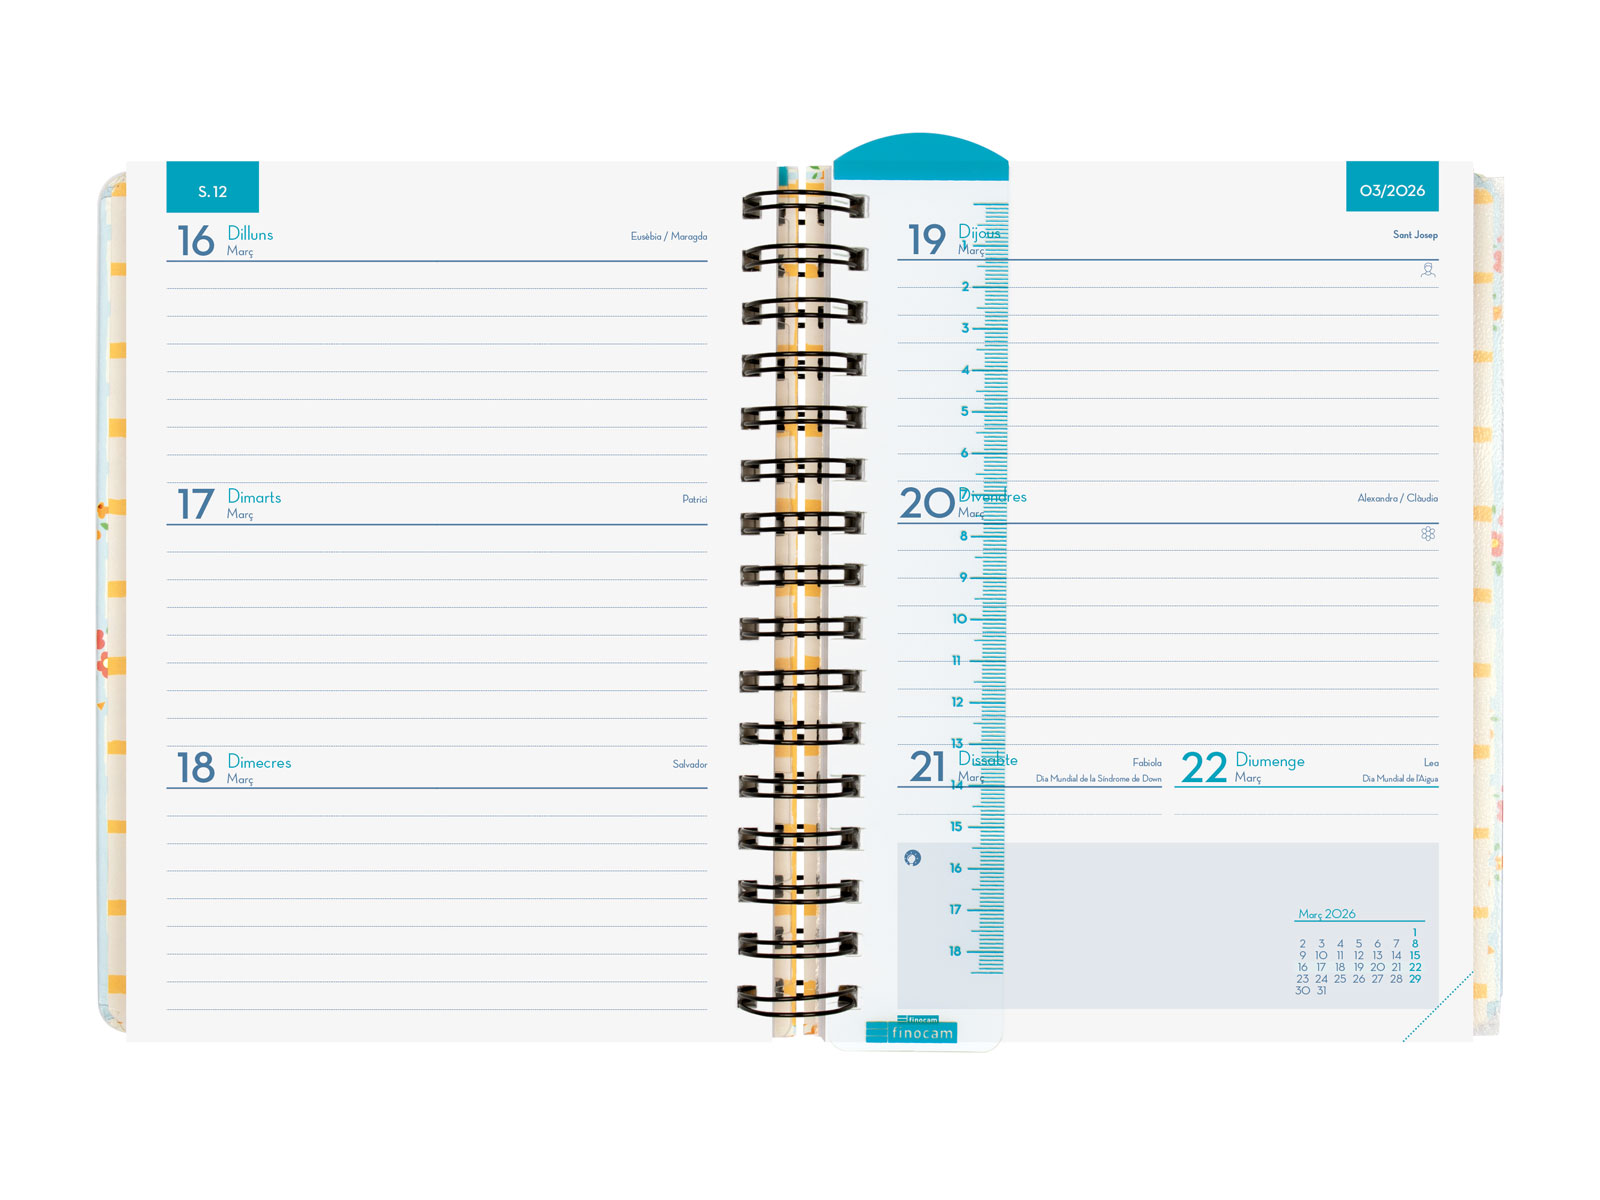 S. 12
16 Dilluns
Març
Eusèbia / Maragda
17 Dimarts
Març
Patrici
18 Dimecres
Març
Salvador
03/2026
19 Dijous
Març
Sant Josep
20 Divendres
Març
Alexandra / Clàudia
21 Dissabte
Març
Fabiola
Dia Mundial de la Síndrome de Down
22 Diumenge
Març
Lea
Dia Mundial de l'Aigua
1
2
3
4
5
6
7
8
9
10
11
12
13
14
15
16
17
18
Març 2026
1
2 3 4 5 6 7 8
9 10 11 12 13 14 15
16 17 18 19 20 21 22
23 24 25 26 27 28 29
30 31
finocam
finocam